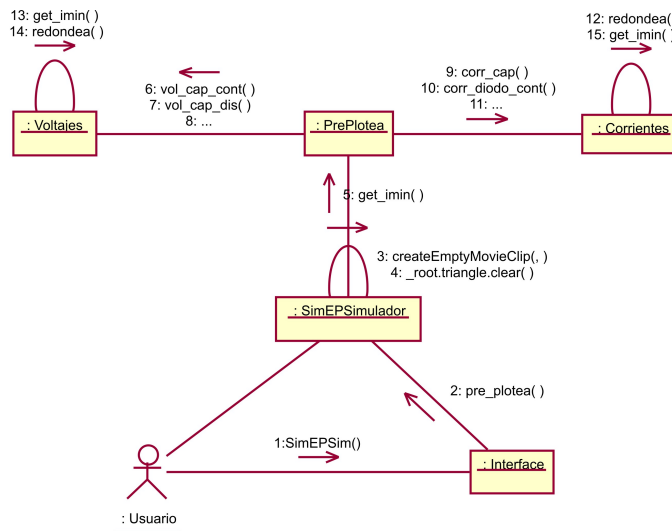 13: get_imin( )
14: redondea( )
12: redondea(
15: get_imin( )
6: vol_cap_cont( )
7: vol_cap_dis( )
8: ...
9: corr_cap( )
10: corr_diodo_cont( )
11: ...
: Voltajes
: PrePlotea
: Corrientes
5: get_imin( )
3: createEmptyMovieClip(, )
4: _root.triangle.clear( )
: SimEPSimulador
2: pre_plotea( )
1:SimEPSim()
: Interface
: Usuario